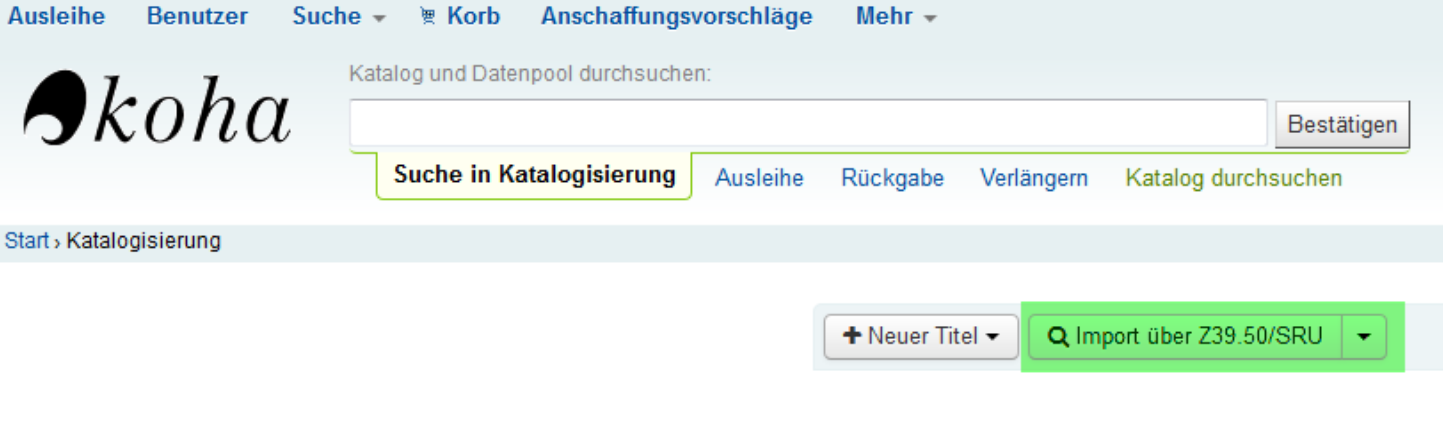 Ausleihe Benutzer Suche Korb Anschaffungsvorschläge Mehr
Katalog und Datenpool durchsuchen:
koha
Bestätigen
Suche in Katalogisierung Ausleihe Rückgabe Verlängern Katalog durchsuchen
Start › Katalogisierung
+ Neuer Titel Import über Z39.50/SRU